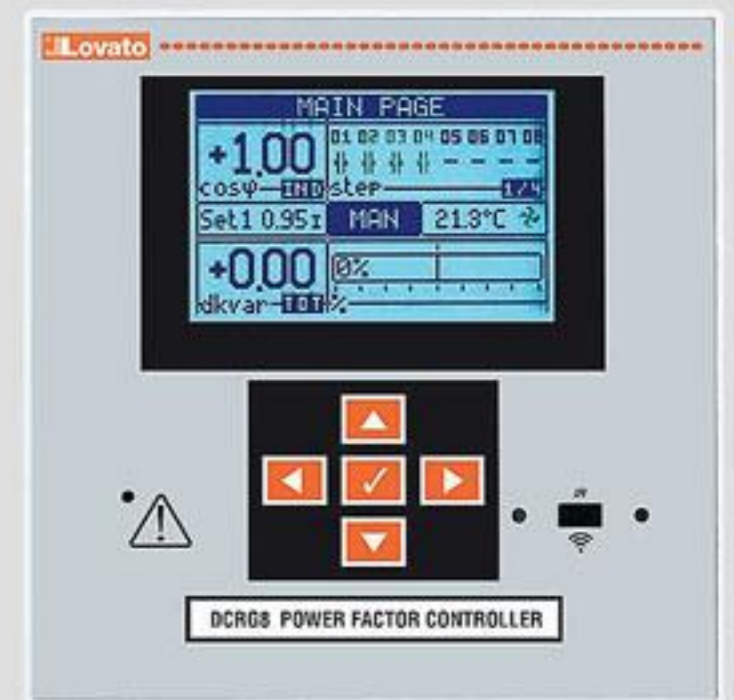 Lovato
MAIN PAGE
+1.00 01 02 03 04 05 06 07 08
cosφ IND step 1/4
Set1 0.95I MAN 21.3°C
+0.00 0%
dkvar TOT %
DCRG8 POWER FACTOR CONTROLLER